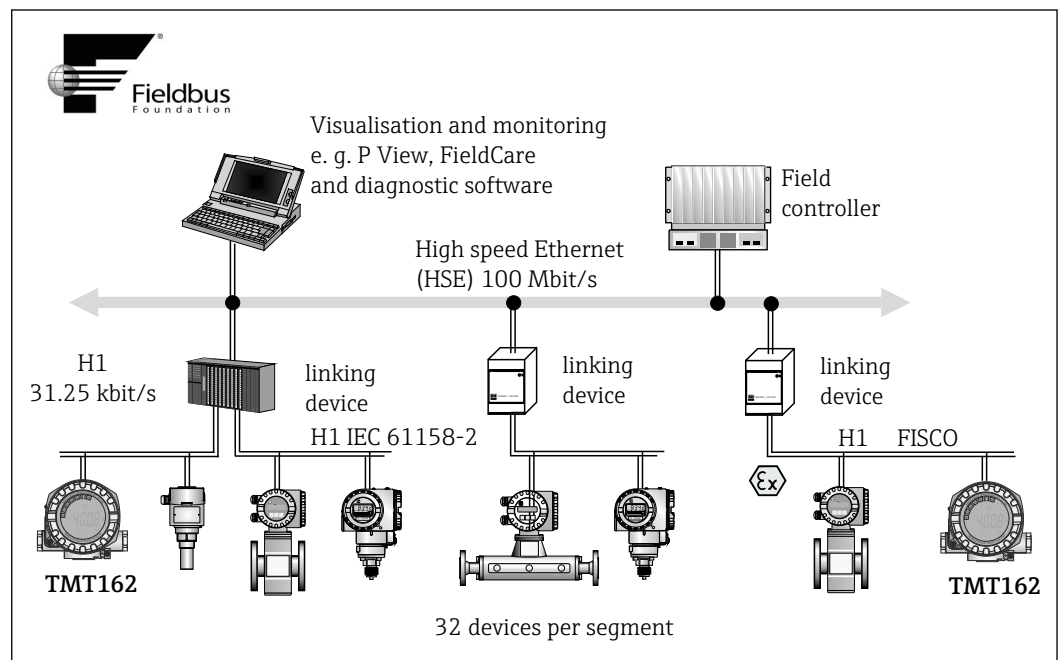 ®
Fieldbus
Foundation
Visualisation and monitoring
e. g. P View, FieldCare
and diagnostic software
Field
controller
High speed Ethernet
(HSE) 100 Mbit/s
H1
31.25 kbit/s
linking
device
linking
device
linking
device
H1 IEC 61158-2
H1 FISCO
εx
TMT162
TMT162
32 devices per segment